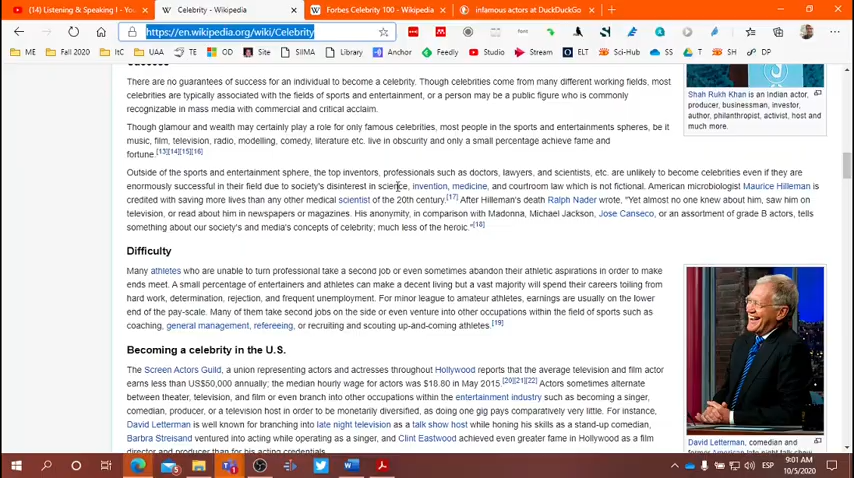 (14) Listening & Speaking I - You
Celebrity - Wikipedia
Forbes Celebrity 100 - Wikipedia
infamous actors at DuckDuckGo
https://en.wikipedia.org/wiki/Celebrity
ME
Fall 2020
ItC
UAA
TE
OD
Site
SIIMA
Library
Anchor
Feedly
Studio
Stream
ELT
Sci-Hub
SS
DP
Success
There are no guarantees of success for an individual to become a celebrity. Though celebrities come from many different working fields, most
celebrities are typically associated with the fields of sports and entertainment, or a person may be a public figure who is commonly
recognizable in mass media with commercial and critical acclaim.
Though glamour and wealth may certainly play a role for only famous celebrities, most people in the sports and entertainments spheres, be it
music, film, television, radio, modelling, comedy, literature etc. live in obscurity and only a small percentage achieve fame and
fortune.[13][14][15][16]
Outside of the sports and entertainment sphere, the top inventors, professionals such as doctors, lawyers, and scientists, etc. are unlikely to become celebrities even if they are
enormously successful in their field due to society's disinterest in science, invention, medicine, and courtroom law which is not fictional. American microbiologist Maurice Hilleman is
credited with saving more lives than any other medical scientist of the 20th century.[17] After Hilleman's death Ralph Nader wrote, "Yet almost no one knew about him, saw him on
television, or read about him in newspapers or magazines. His anonymity, in comparison with Madonna, Michael Jackson, Jose Canseco, or an assortment of grade B actors, tells
something about our society's and media's concepts of celebrity; much less of the heroic."[18]
Shah Rukh Khan is an Indian actor,
producer, businessman, investor,
author, philanthropist, activist, host and
much more.
Difficulty
Many athletes who are unable to turn professional take a second job or even sometimes abandon their athletic aspirations in order to make
ends meet. A small percentage of entertainers and athletes can make a decent living but a vast majority will spend their careers toiling from
hard work, determination, rejection, and frequent unemployment. For minor league to amateur athletes, earnings are usually on the lower
end of the pay-scale. Many of them take second jobs on the side or even venture into other occupations within the field of sports such as
coaching, general management, refereeing, or recruiting and scouting up-and-coming athletes.[19]
Becoming a celebrity in the U.S.
The Screen Actors Guild, a union representing actors and actresses throughout Hollywood reports that the average television and film actor
earns less than US$50,000 annually; the median hourly wage for actors was $18.80 in May 2015.[20][21][22] Actors sometimes alternate
between theater, television, and film or even branch into other occupations within the entertainment industry such as becoming a singer,
comedian, producer, or a television host in order to be monetarily diversified, as doing one gig pays comparatively very little. For instance,
David Letterman is well known for branching into late night television as a talk show host while honing his skills as a stand-up comedian,
Barbra Streisand ventured into acting while operating as a singer, and Clint Eastwood achieved even greater fame in Hollywood as a film
director and producer than for his acting credentials.
David Letterman, comedian and
former American late night talk show
ESP
9:01 AM
10/5/2020